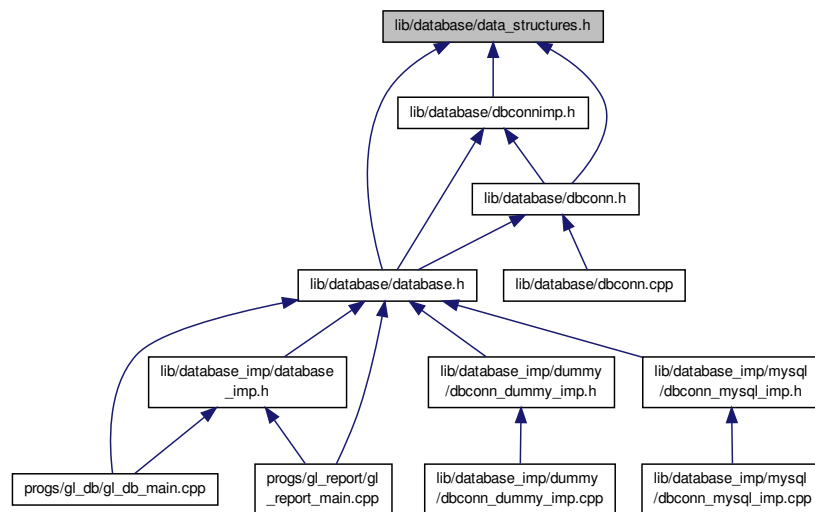 lib/database/data_structures.h
lib/database/dbconnimp.h
lib/database/dbconn.h
lib/database/database.h
lib/database/dbconn.cpp
lib/database_imp/database
_imp.h
lib/database_imp/dummy
/dbconn_dummy_imp.h
lib/database_imp/mysql
/dbconn_mysql_imp.h
progs/gl_db/gl_db_main.cpp
progs/gl_report/gl
_report_main.cpp
lib/database_imp/dummy
/dbconn_dummy_imp.cpp
lib/database_imp/mysql
/dbconn_mysql_imp.cpp